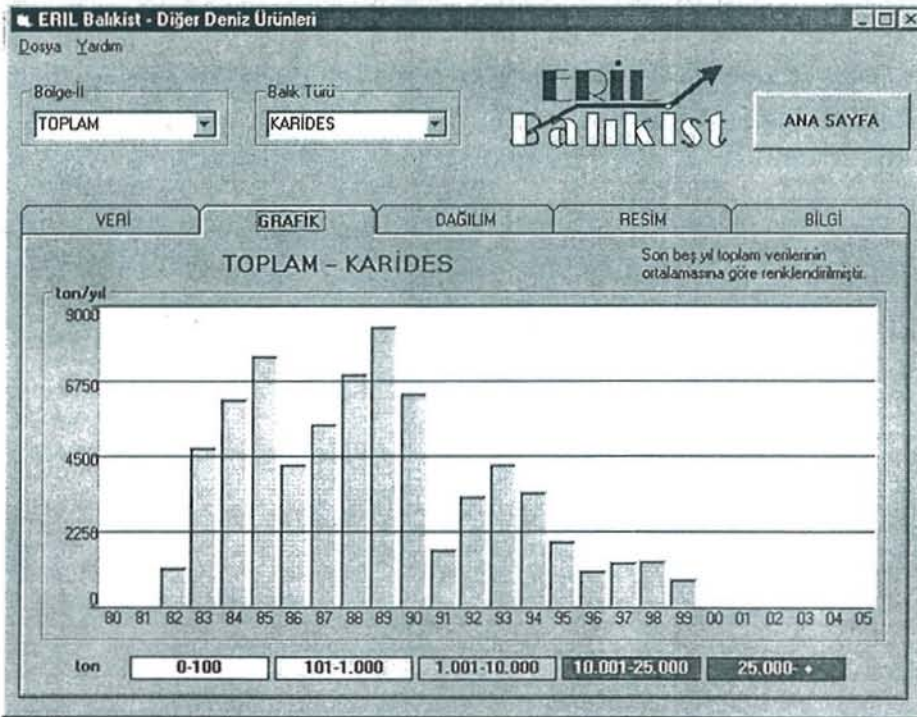 ERIL Balıkist - Diğer Deniz Ürünleri
Dosya Yardım
Bölge-İl
TOPLAM
Balık Türü
KARİDES
ERİL
Balıkİst
ANA SAYFA
VERİ GRAFİK DAĞILIM RESİM BİLGİ
TOPLAM – KARİDES
Son beş yıl toplam verilerinin
ortalamasına göre renklendirilmiştir.
ton/yıl
9000
6750
4500
2250
0
80 81 82 83 84 85 86 87 88 89 90 91 92 93 94 95 96 97 98 99 00 01 02 03 04 05
ton 0-100 101-1.000 1.001-10.000 10.001-25.000 25.000- +